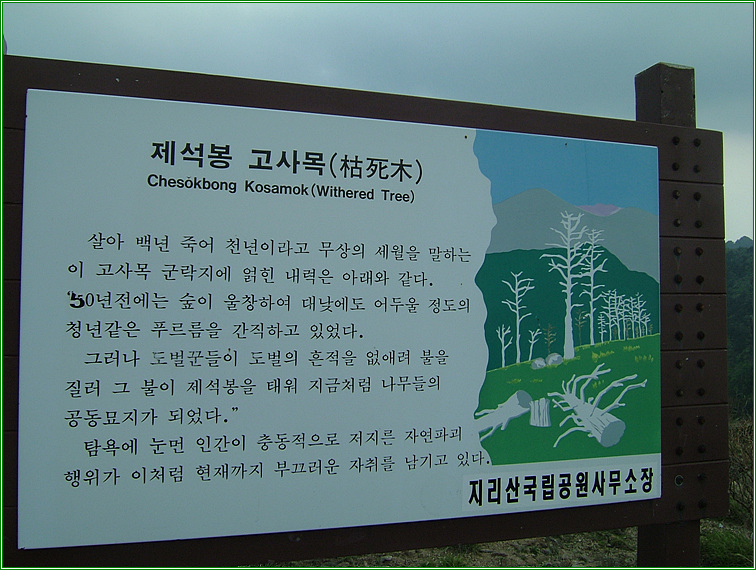 제석봉 고사목(枯死木)
Chesŏkbong Kosamok(Withered Tree)
살아 백년 죽어 천년이라고 무상의 세월을 말하는
이 고사목 군락지에 얽힌 내력은 아래와 같다.
"50년전에는 숲이 울창하여 대낮에도 어두울 정도의
청년같은 푸르름을 간직하고 있었다.
그러나 도벌꾼들이 도벌의 흔적을 없애려 불을
질러 그 불이 제석봉을 태워 지금처럼 나무들의
공동묘지가 되었다."
탐욕에 눈먼 인간이 충동적으로 저지른 자연파괴
행위가 이처럼 현재까지 부끄러운 자취를 남기고 있다.
지리산국립공원사무소장